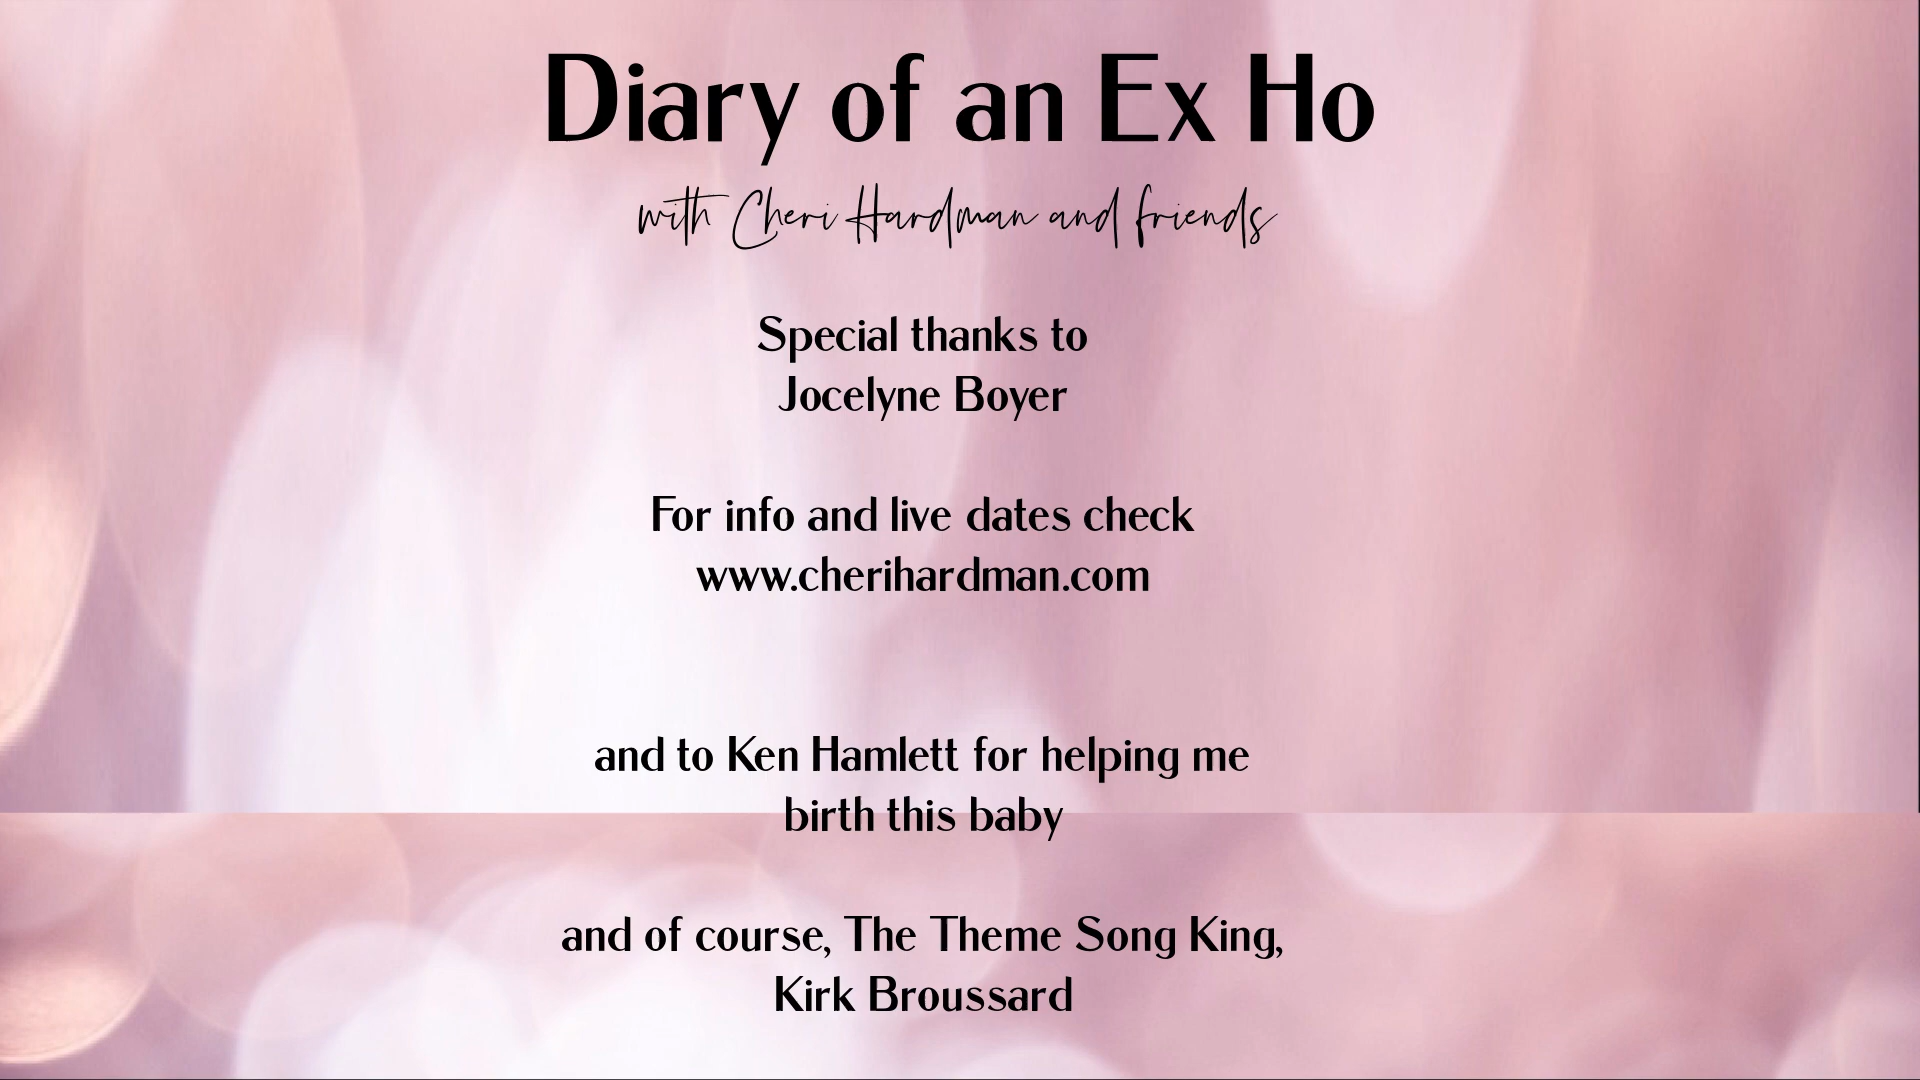 Diary of an Ex Ho
with Cheri Hardman and friends
Special thanks to
Jocelyne Boyer
For info and live dates check
www.cherihardman.com
and to Ken Hamlett for helping me
birth this baby
and of course, The Theme Song King,
Kirk Broussard